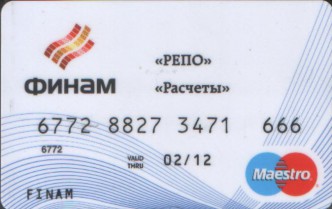 «РЕПО»
ФИНАМ «Расчеты»
6772 8827 3471 666
6772 VALID THRU 02/12
Maestro
FINAM